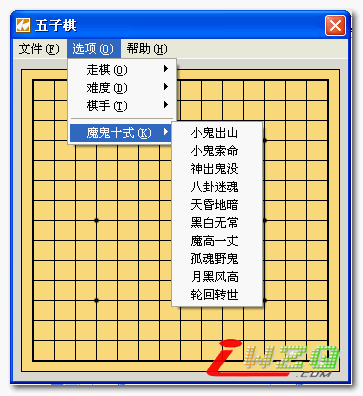 五子棋
文件(F) 选项(O) 帮助(H)
走棋(Q)
难度(D)
棋手(T)
魔鬼十式(K)
小鬼出山
小鬼索命
神出鬼没
八卦迷魂
天昏地暗
黑白无常
魔高一丈
孤魂野鬼
月黑风高
轮回转世
iWZQ
.COM